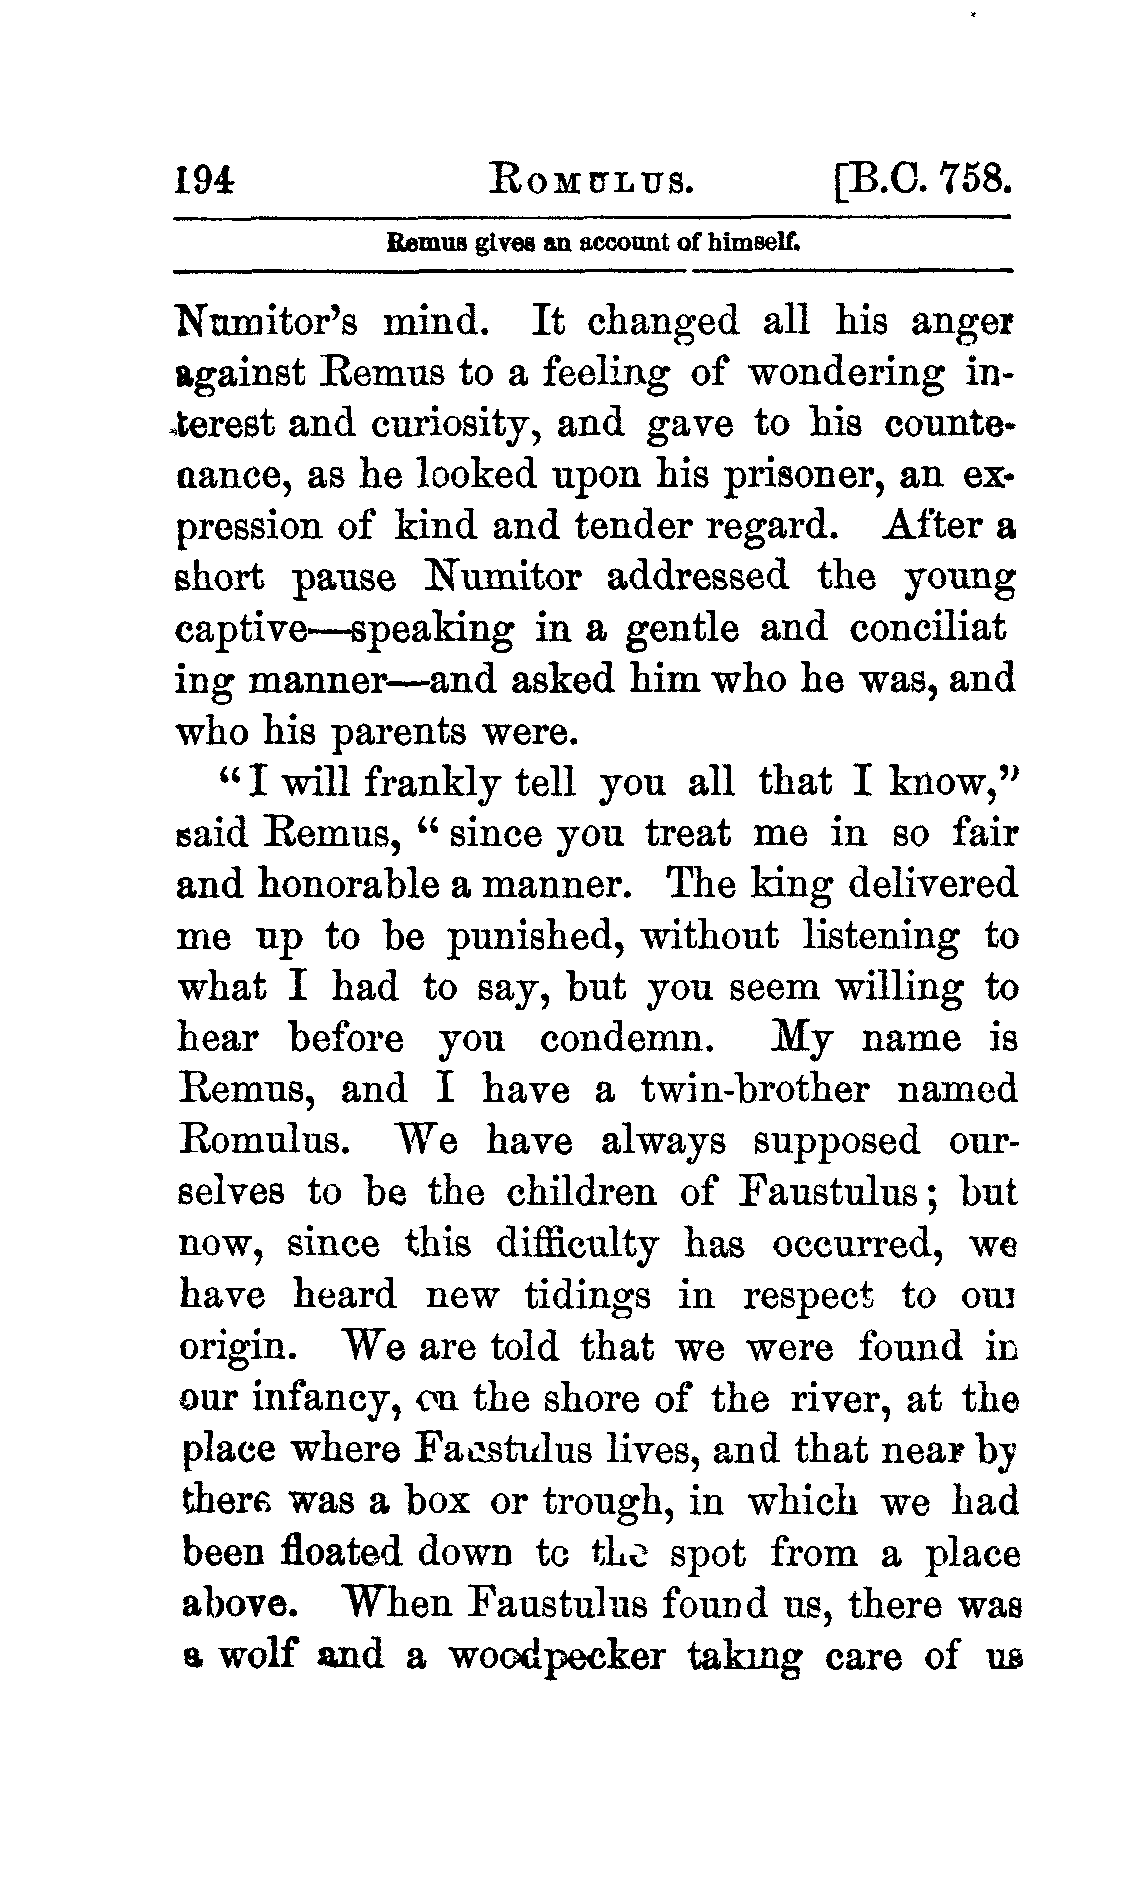 194 ROMULUS. [B.C. 758.
Remus gives an account of himself.
Numitor's mind. It changed all his anger
against Remus to a feeling of wondering in-
terest and curiosity, and gave to his counte-
nance, as he looked upon his prisoner, an ex-
pression of kind and tender regard. After a
short pause Numitor addressed the young
captive—speaking in a gentle and conciliat
ing manner—and asked him who he was, and
who his parents were.
"I will frankly tell you all that I know,"
said Remus, "since you treat me in so fair
and honorable a manner. The king delivered
me up to be punished, without listening to
what I had to say, but you seem willing to
hear before you condemn. My name is
Remus, and I have a twin-brother named
Romulus. We have always supposed our-
selves to be the children of Faustulus; but
now, since this difficulty has occurred, we
have heard new tidings in respect to our
origin. We are told that we were found in
our infancy, on the shore of the river, at the
place where Faustulus lives, and that near by
there was a box or trough, in which we had
been floated down to the spot from a place
above. When Faustulus found us, there was
a wolf and a woodpecker taking care of us